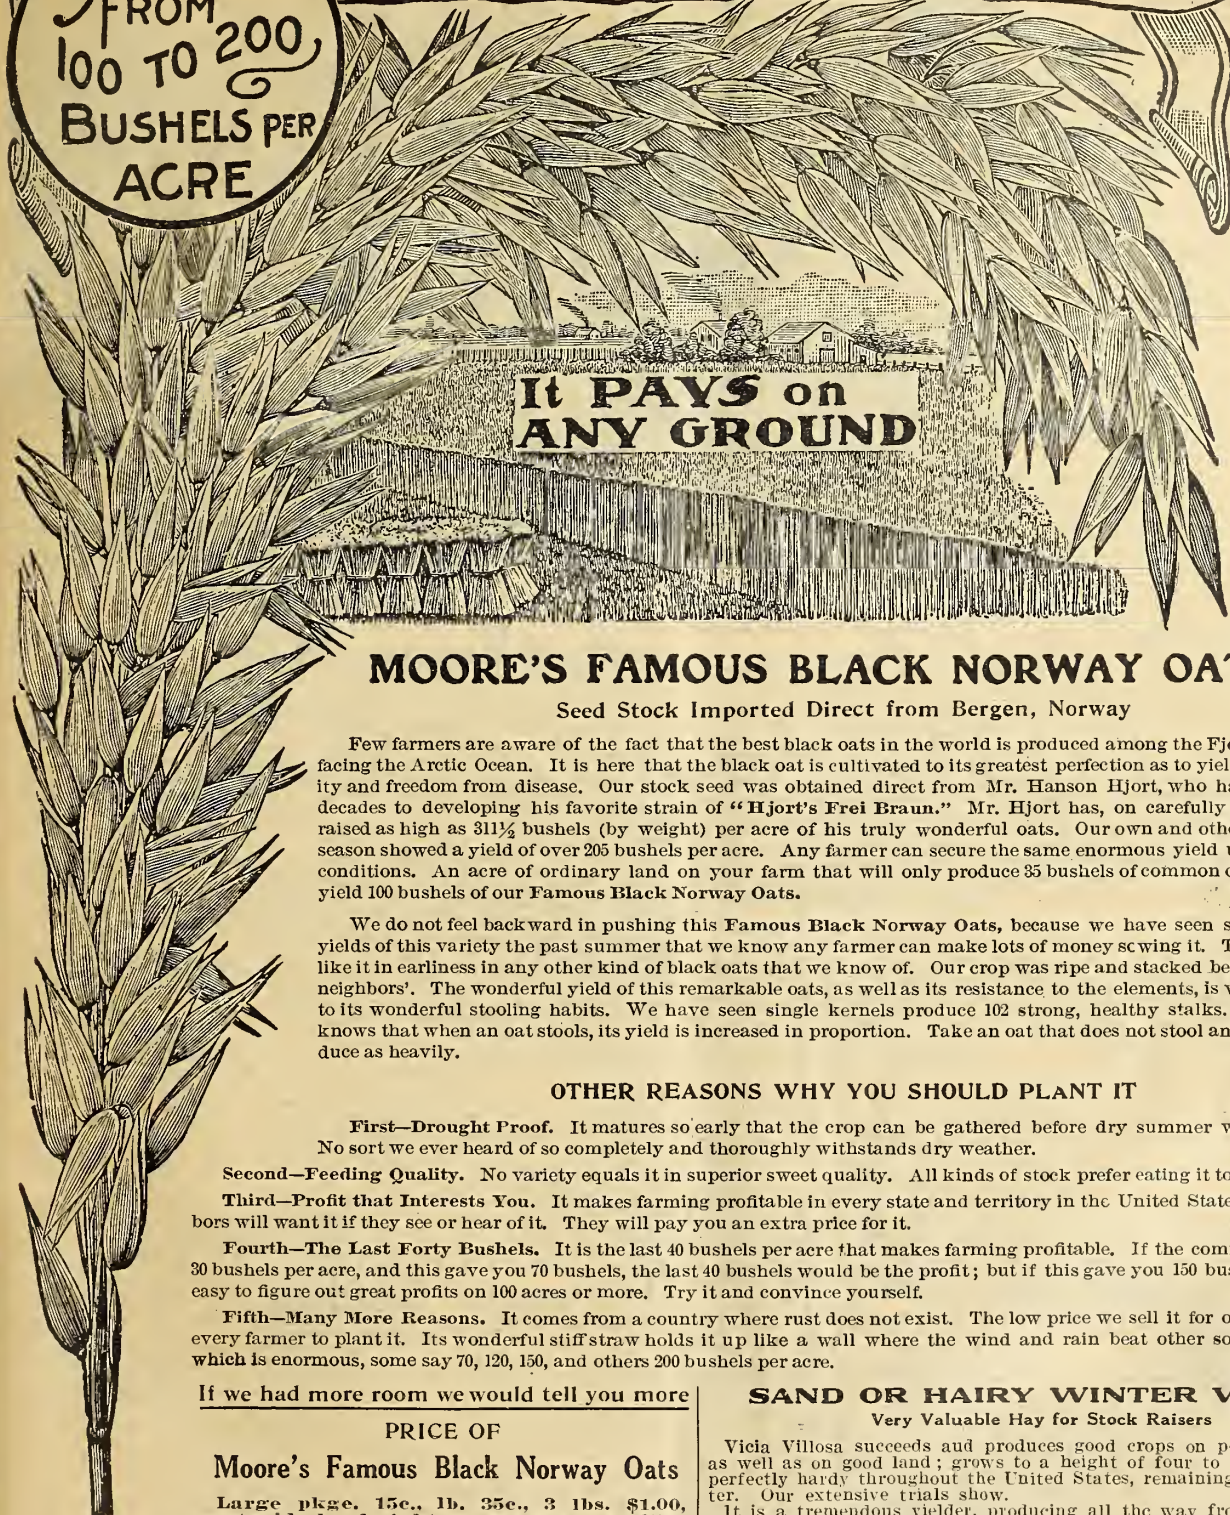 FROM
100 TO 200
BUSHELS PER
ACRE
It PAYS on
ANY GROUND
MOORE'S FAMOUS BLACK NORWAY
Seed Stock Imported Direct from Bergen, Norway
Few farmers are aware of the fact that the best black oats in the world is produced among the
facing the Arctic Ocean. It is here that the black oat is cultivated to its greatest perfection as to
ity and freedom from disease. Our stock seed was obtained direct from Mr. Hanson Hjort, who
decades to developing his favorite strain of "Hjort's Frei Braun." Mr. Hjort has, on carefully
raised as high as 311½ bushels (by weight) per acre of his truly wonderful oats. Our own and
season showed a yield of over 205 bushels per acre. Any farmer can secure the same enormous yield
conditions. An acre of ordinary land on your farm that will only produce 35 bushels of common
yield 100 bushels of our Famous Black Norway Oats.
We do not feel backward in pushing this Famous Black Norway Oats, because we have seen
yields of this variety the past summer that we know any farmer can make lots of money sowing it.
like it in earliness in any other kind of black oats that we know of. Our crop was ripe and stacked
neighbors'. The wonderful yield of this remarkable oats, as well as its resistance to the elements, is
to its wonderful stooling habits. We have seen single kernels produce 102 strong, healthy stalks.
knows that when an oat stools, its yield is increased in proportion. Take an oat that does not stool
duce as heavily.
OTHER REASONS WHY YOU SHOULD PLANT IT
First—Drought Proof. It matures so early that the crop can be gathered before dry summer
No sort we ever heard of so completely and thoroughly withstands dry weather.
Second—Feeding Quality. No variety equals it in superior sweet quality. All kinds of stock prefer eating it to
Third—Profit that Interests You. It makes farming profitable in every state and territory in the United
bors will want it if they see or hear of it. They will pay you an extra price for it.
Fourth—The Last Forty Bushels. It is the last 40 bushels per acre that makes farming profitable. If the
30 bushels per acre, and this gave you 70 bushels, the last 40 bushels would be the profit; but if this gave you 150
easy to figure out great profits on 100 acres or more. Try it and convince yourself.
Fifth—Many More Reasons. It comes from a country where rust does not exist. The low price we sell it for
every farmer to plant it. Its wonderful stiff straw holds it up like a wall where the wind and rain beat other
which is enormous, some say 70, 120, 150, and others 200 bushels per acre.
If we had more room we would tell you more
PRICE OF
Moore's Famous Black Norway Oats
Large pkge. 15c., lb. 35c., 3 lbs. $1.00,
SAND OR HAIRY WINTER
Very Valuable Hay for Stock Raisers
Vicia Villosa succeeds and produces good crops on
as well as on good land; grows to a height of four to
perfectly hardy throughout the United States, remaining
ter. Our extensive trials show.
It is a tremendous yielder, producing all the way